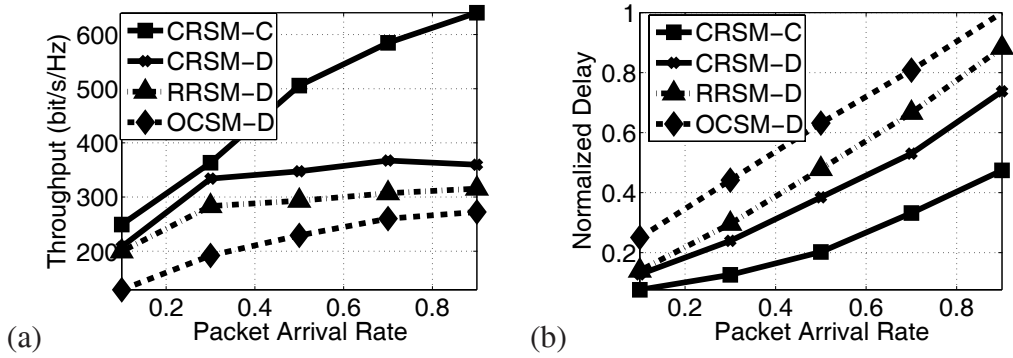 CRSM-C
CRSM-D
RRSM-D
OCSM-D
600
500
400
300
200
0.2 0.4 0.6 0.8
Throughput (bit/s/Hz)
Packet Arrival Rate
(a)
CRSM-C
CRSM-D
RRSM-D
OCSM-D
1
0.8
0.6
0.4
0.2
0.2 0.4 0.6 0.8
Normalized Delay
Packet Arrival Rate
(b)